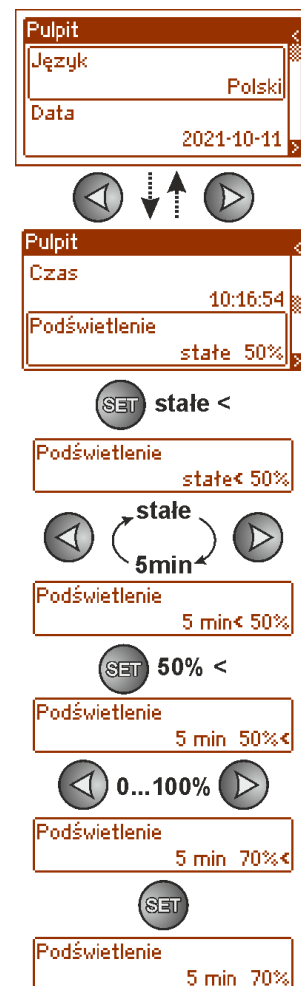 Pulpit
Język
Polski
Data
2021-10-11
Pulpit
Czas
10:16:54
Podświetlenie
stałe 50%
SET stałe <
Podświetlenie
stałe< 50%
stałe
5min
Podświetlenie
5 min< 50%
SET 50% <
Podświetlenie
5 min 50%<
0...100%
Podświetlenie
5 min 70%<
SET
Podświetlenie
5 min 70%